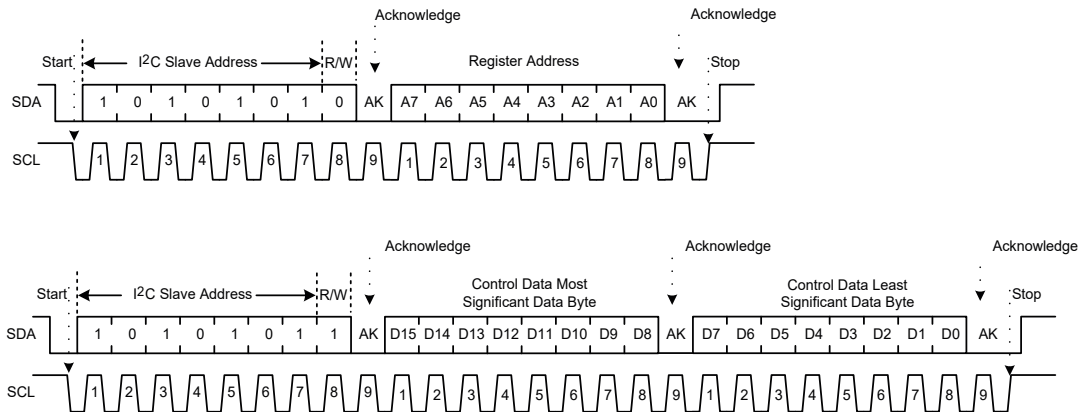 Acknowledge Acknowledge
Start I²C Slave Address R/W Register Address Stop
SDA 1 0 1 0 1 0 1 0 AK A7 A6 A5 A4 A3 A2 A1 A0 AK
SCL 1 2 3 4 5 6 7 8 9 1 2 3 4 5 6 7 8 9
Acknowledge Acknowledge Acknowledge
Start I²C Slave Address R/W Control Data Most Control Data Least Stop
Significant Data Byte Significant Data Byte
SDA 1 0 1 0 1 0 1 1 AK D15 D14 D13 D12 D11 D10 D9 D8 AK D7 D6 D5 D4 D3 D2 D1 D0 AK
SCL 1 2 3 4 5 6 7 8 9 1 2 3 4 5 6 7 8 9 1 2 3 4 5 6 7 8 9